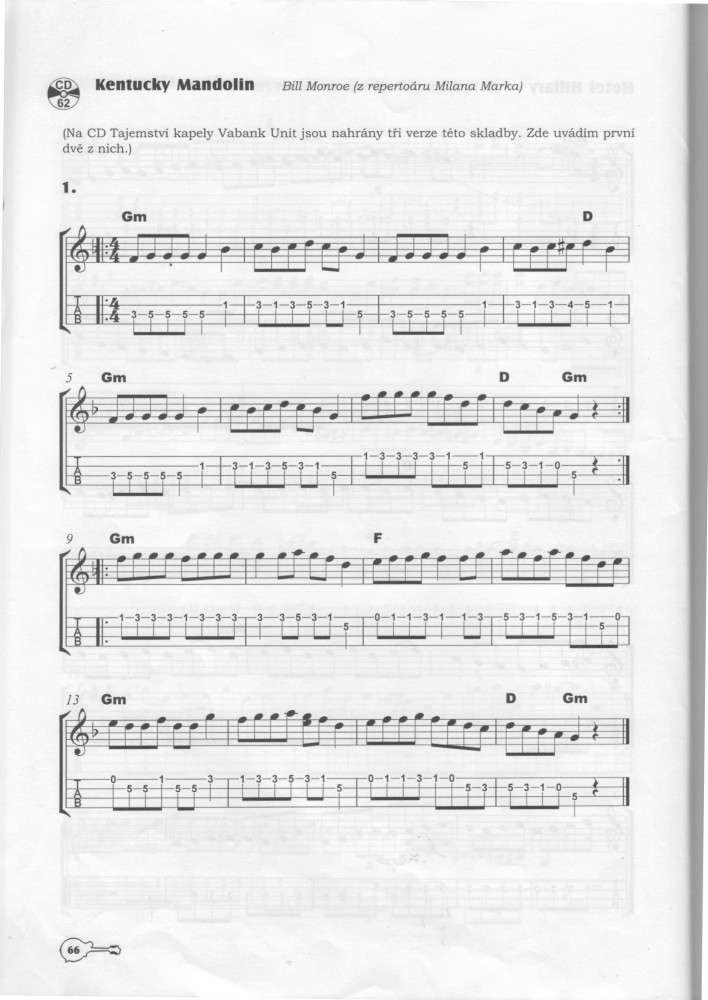 CD
62
Kentucky Mandolin Bill Monroe (z repertoáru Milana Marka)
(Na CD Tajemství kapely Vabank Unit jsou nahrány tři verze této skladby. Zde uvádím první
dvě z nich.)
1.
Gm D
4
4
T 4 3 5 5 5 5 1 3 1 3 5 3 1 5 3 5 5 5 5 1 3 1 3 4 5 1
A 4
B
5 Gm D Gm
T 3 5 5 5 5 1 3 1 3 5 3 1 5 1 3 3 3 3 1 5 1 5 3 1 0 5
A
B
9 Gm F
T 1 3 3 3 1 3 3 3 1 3 3 5 3 1 5 0 1 1 3 1 1 3 5 3 1 5 3 1 0
A
B
13 Gm D Gm
T 0 5 5 1 5 5 3 1 3 3 5 3 1 5 0 1 1 3 1 0 5 3 5 3 1 0 5
A
B
66